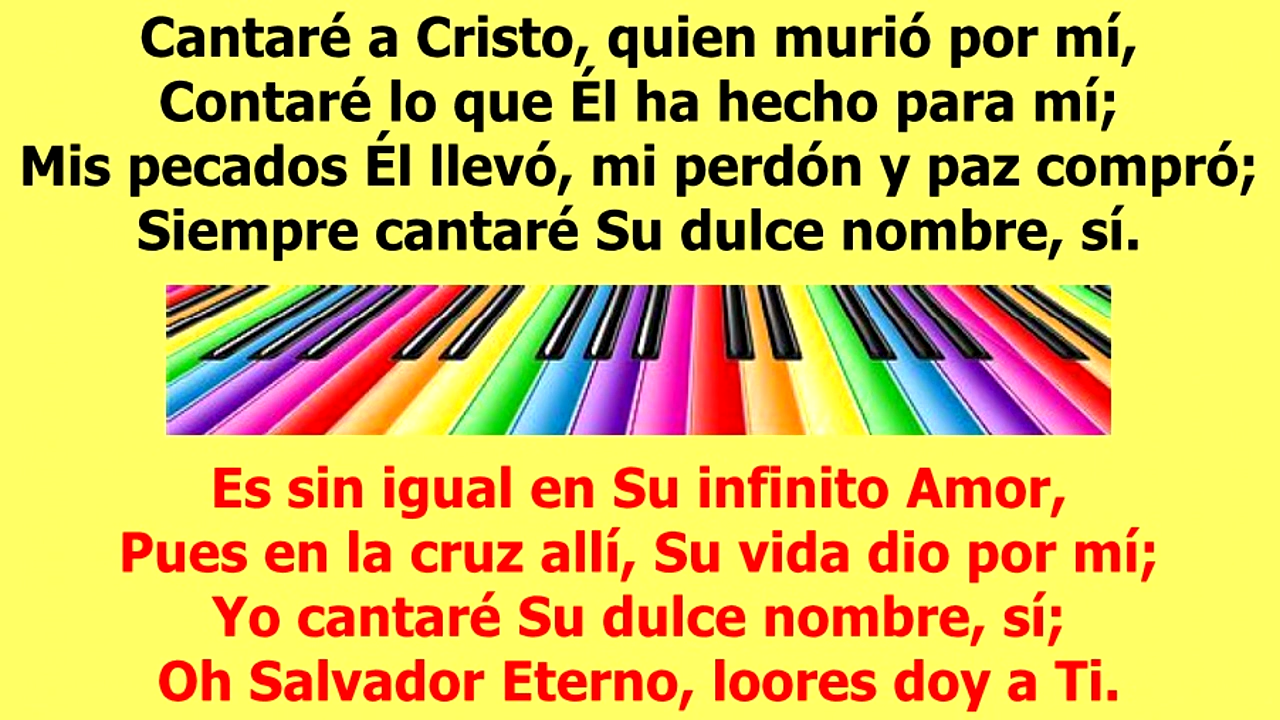 Cantaré a Cristo, quien murió por mí,
Contaré lo que Él ha hecho para mí;
Mis pecados Él llevó, mi perdón y paz compró;
Siempre cantaré Su dulce nombre, sí.
Es sin igual en Su infinito Amor,
Pues en la cruz allí, Su vida dio por mí;
Yo cantaré Su dulce nombre, sí;
Oh Salvador Eterno, loores doy a Ti.